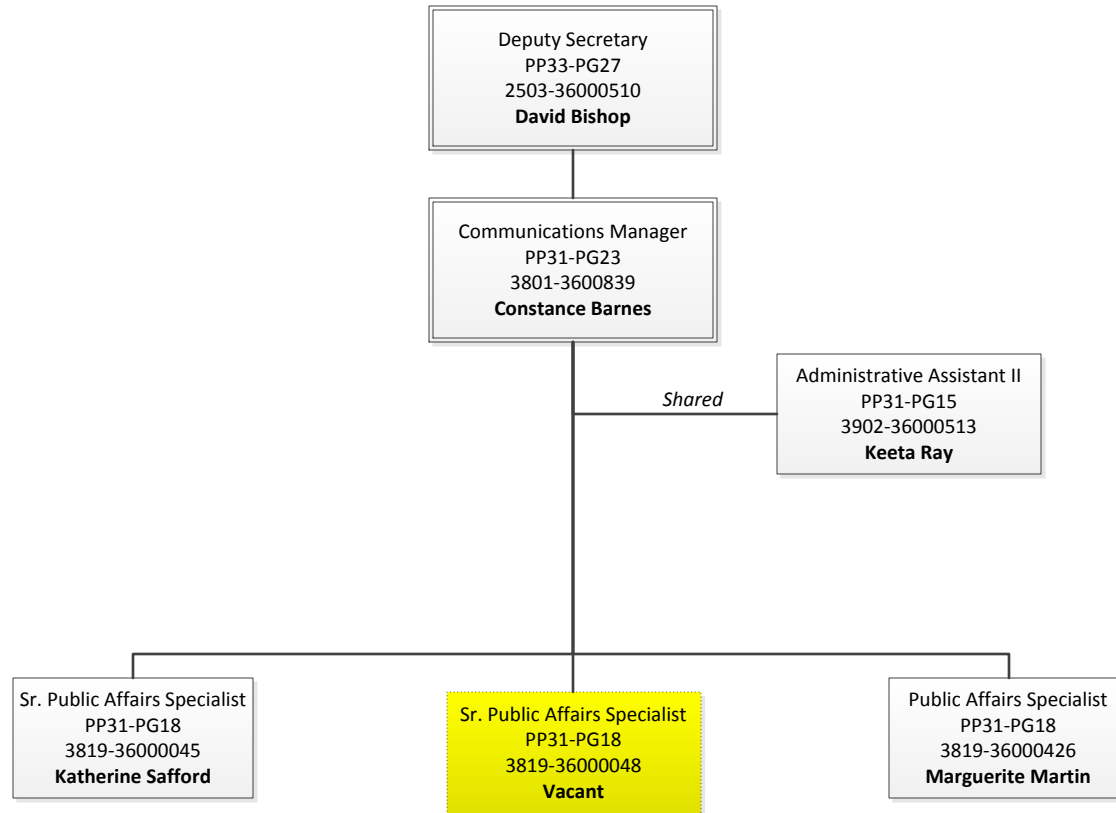 Deputy Secretary
PP33-PG27
2503-36000510
David Bishop
Communications Manager
PP31-PG23
3801-3600839
Constance Barnes
Shared
Administrative Assistant II
PP31-PG15
3902-36000513
Keeta Ray
Sr. Public Affairs Specialist
PP31-PG18
3819-36000045
Katherine Safford
Sr. Public Affairs Specialist
PP31-PG18
3819-36000048
Vacant
Public Affairs Specialist
PP31-PG18
3819-36000426
Marguerite Martin